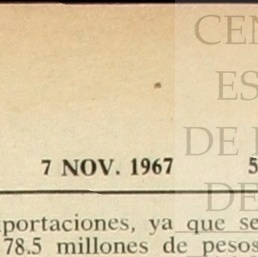 CEN
ES
DE
7 NOV. 1967
5
DE
portaciones, ya que se
78.5 millones de pesos